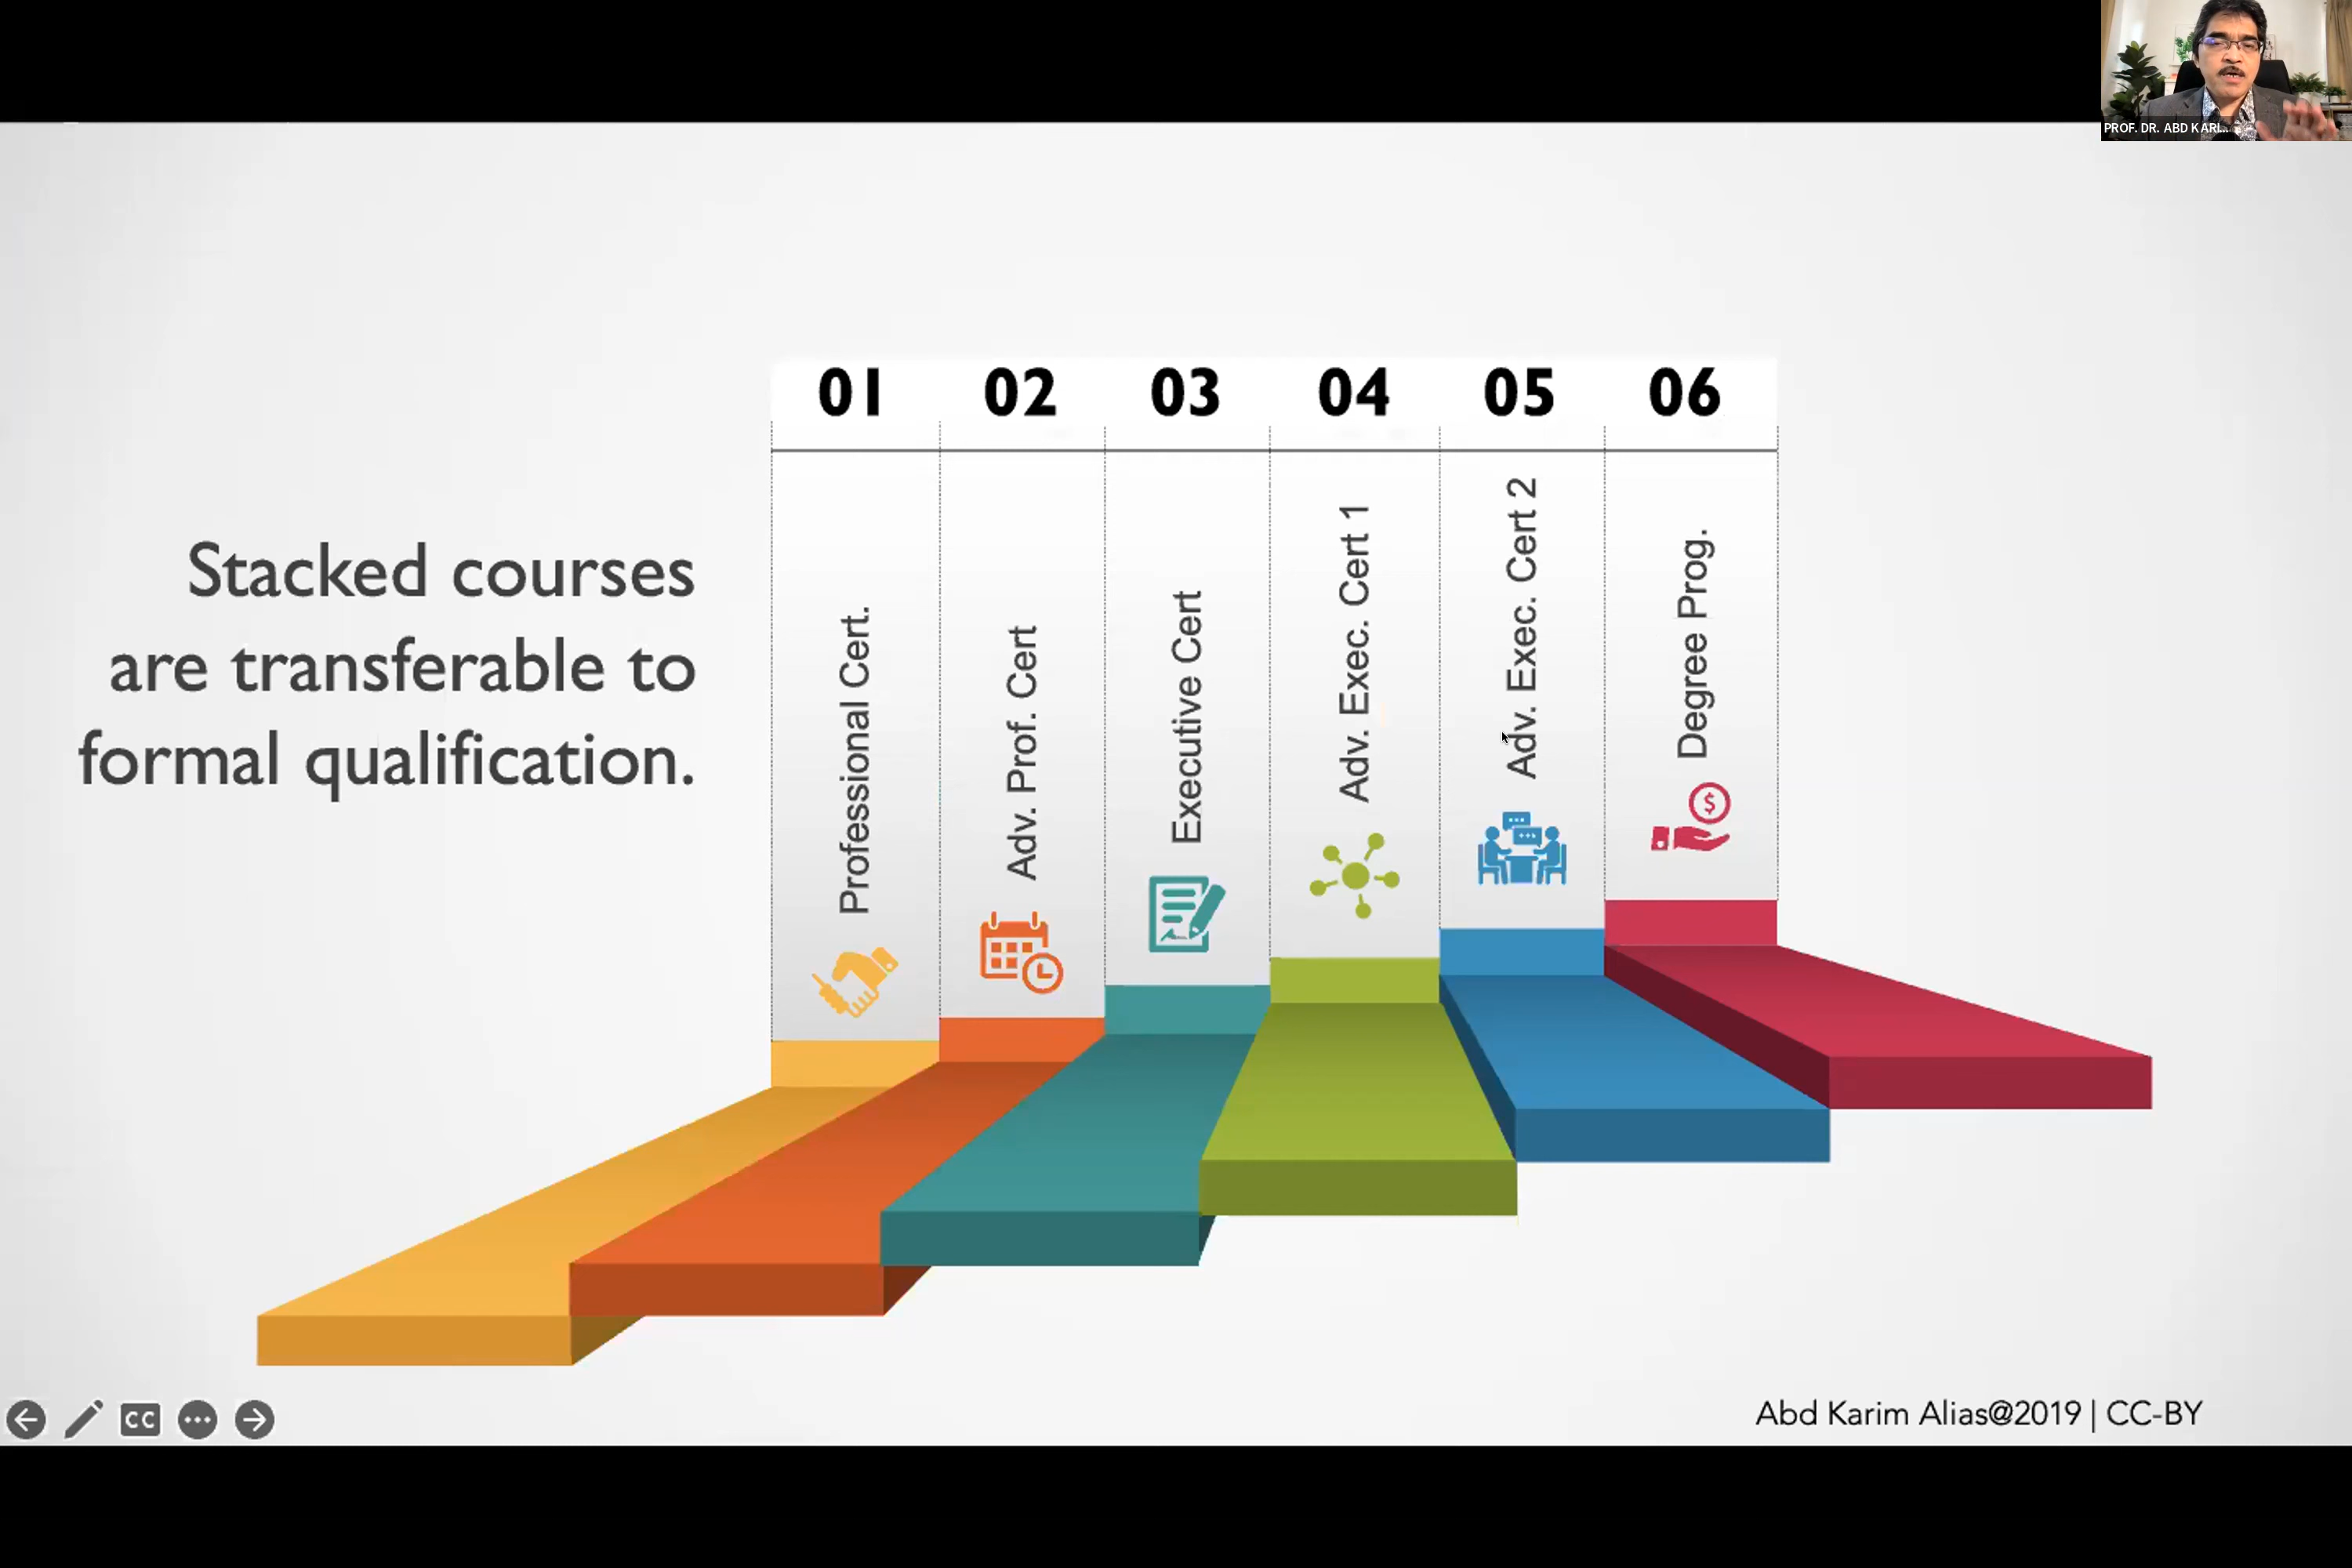 PROF. DR. ABD KARI...
01 02 03 04 05 06
Stacked courses
are transferable to
formal qualification.
Professional Cert.
Adv. Prof. Cert
Executive Cert
Adv. Exec. Cert 1
Adv. Exec. Cert 2
Degree Prog.
$
CC
Abd Karim Alias@2019 | CC-BY